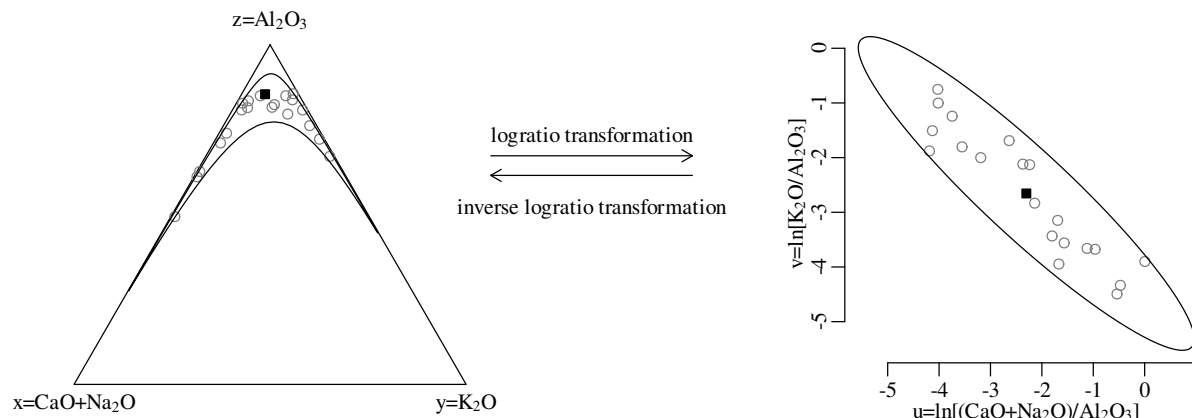 z=Al₂O₃
x=CaO+Na₂O
y=K₂O
logratio transformation
inverse logratio transformation
v=ln[K₂O/Al₂O₃]
0
-1
-2
-3
-4
-5
-5 -4 -3 -2 -1 0
u=ln[(CaO+Na₂O)/Al₂O₃]